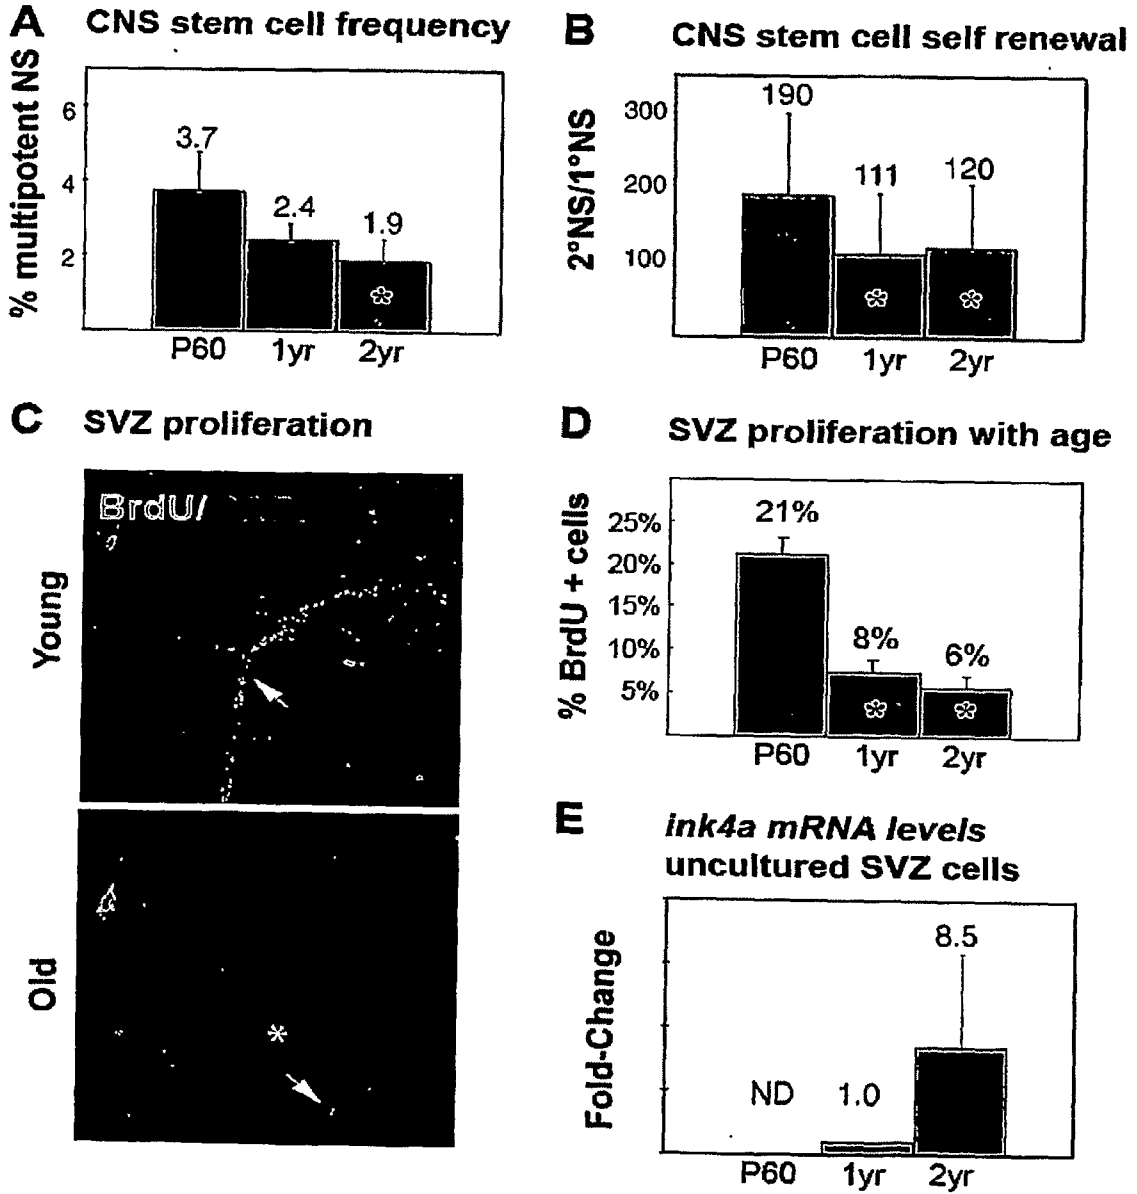 A CNS stem cell frequency
% multipotent NS
6
4
2
3.7
2.4
1.9
P60 1yr 2yr
B CNS stem cell self renewal
2°NS/1°NS
300
200
100
190
111
120
P60 1yr 2yr
C SVZ proliferation
BrdU/
Young
Old
*
D SVZ proliferation with age
% BrdU + cells
25%
20%
15%
10%
5%
21%
8%
6%
P60 1yr 2yr
E ink4a mRNA levels
uncultured SVZ cells
Fold-Change
8.5
ND 1.0
P60 1yr 2yr